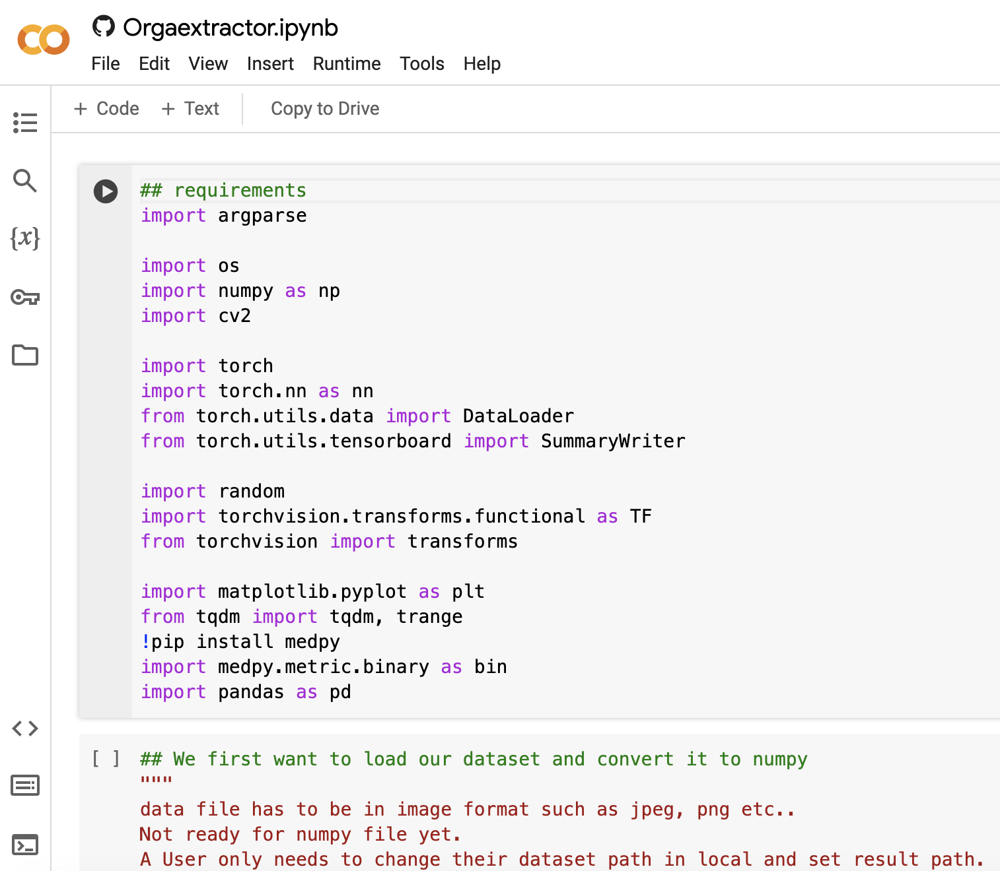 Orgaextractor.ipynb
File Edit View Insert Runtime Tools Help
+ Code + Text Copy to Drive
{x}
## requirements
import argparse
import os
import numpy as np
import cv2
import torch
import torch.nn as nn
from torch.utils.data import DataLoader
from torch.utils.tensorboard import SummaryWriter
import random
import torchvision.transforms.functional as TF
from torchvision import transforms
import matplotlib.pyplot as plt
from tqdm import tqdm, trange
!pip install medpy
import medpy.metric.binary as bin
import pandas as pd
[ ] ## We first want to load our dataset and convert it to numpy
"""
data file has to be in image format such as jpeg, png etc..
Not ready for numpy file yet.
A User only needs to change their dataset path in local and set result path.